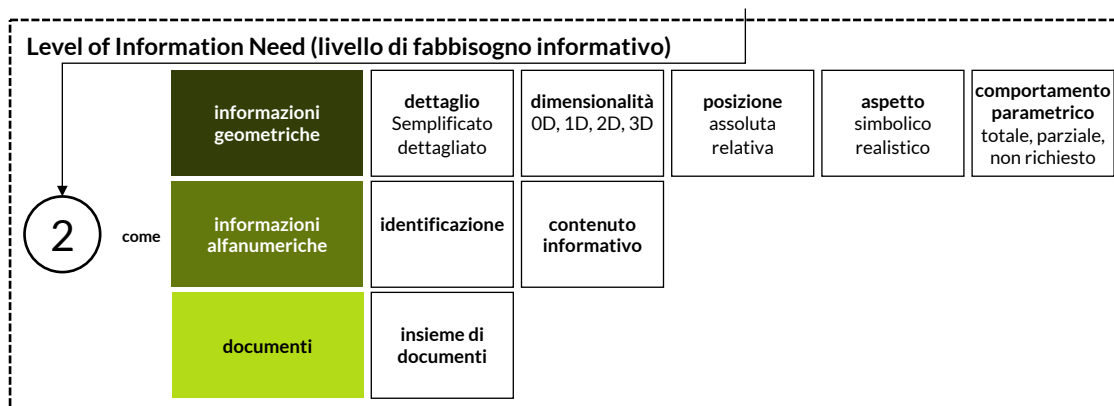 Level of Information Need (livello di fabbisogno informativo)
informazioni
geometriche
dettaglio
Semplificato
dettagliato
dimensionalità
0D, 1D, 2D, 3D
posizione
assoluta
relativa
aspetto
simbolico
realistico
comportamento
parametrico
totale, parziale,
non richiesto
2
come
informazioni
alfanumeriche
identificazione
contenuto
informativo
documenti
insieme di
documenti